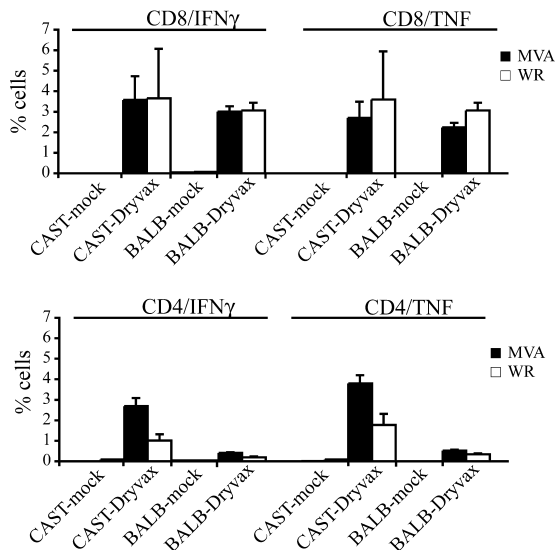 CD8/IFNγ CD8/TNF
MVA
WR
% cells
7
6
5
4
3
2
1
0
CAST-mock
CAST-Dryvax
BALB-mock
BALB-Dryvax
CAST-mock
CAST-Dryvax
BALB-mock
BALB-Dryvax
CD4/IFNγ CD4/TNF
MVA
WR
% cells
7
6
5
4
3
2
1
0
CAST-mock
CAST-Dryvax
BALB-mock
BALB-Dryvax
CAST-mock
CAST-Dryvax
BALB-mock
BALB-Dryvax